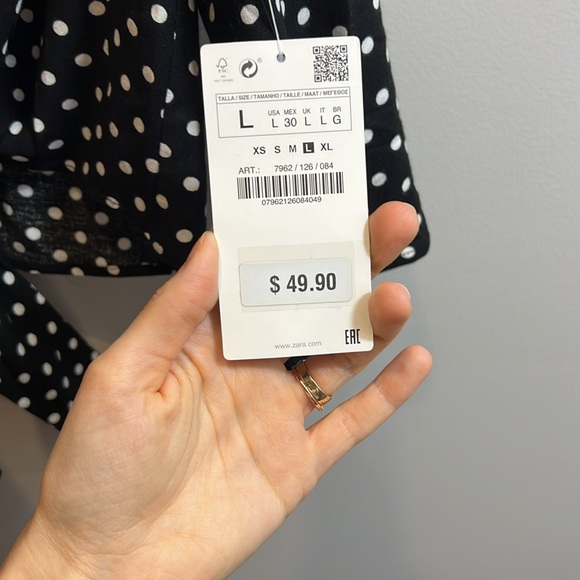 FSC
®
TALLA / SIZE / TAMANHO / TAILLE / MAAT / ΜΕΓΕΘΟΣ
L
USA MEX UK IT BR
L 30 L L G
XS S M L XL
ART.: 7962 / 126 / 084
07962126084049
$ 49.90
www.zara.com
EAC